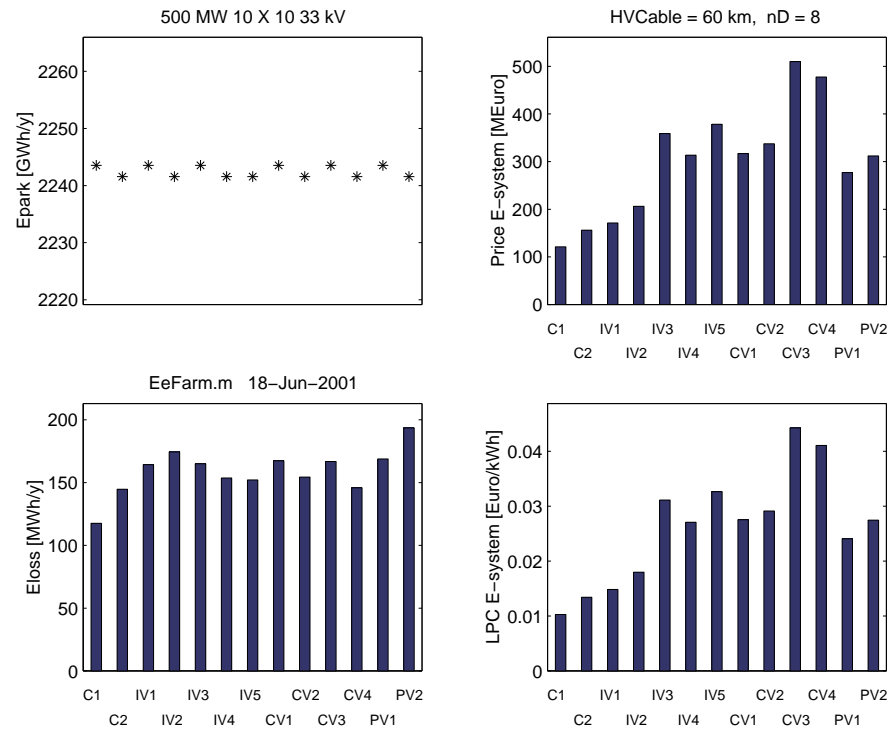 500 MW 10 X 10 33 kV
Epark [GWh/y]
2260
2250
2240
2230
2220
HVCable = 60 km, nD = 8
Price E−system [MEuro]
500
400
300
200
100
0
C1 IV1 IV3 IV5 CV2 CV4 PV2
C2 IV2 IV4 CV1 CV3 PV1
EeFarm.m 18−Jun−2001
Eloss [MWh/y]
200
150
100
50
0
C1 IV1 IV3 IV5 CV2 CV4 PV2
C2 IV2 IV4 CV1 CV3 PV1
LPC E−system [Euro/kWh]
0.04
0.03
0.02
0.01
0
C1 IV1 IV3 IV5 CV2 CV4 PV2
C2 IV2 IV4 CV1 CV3 PV1